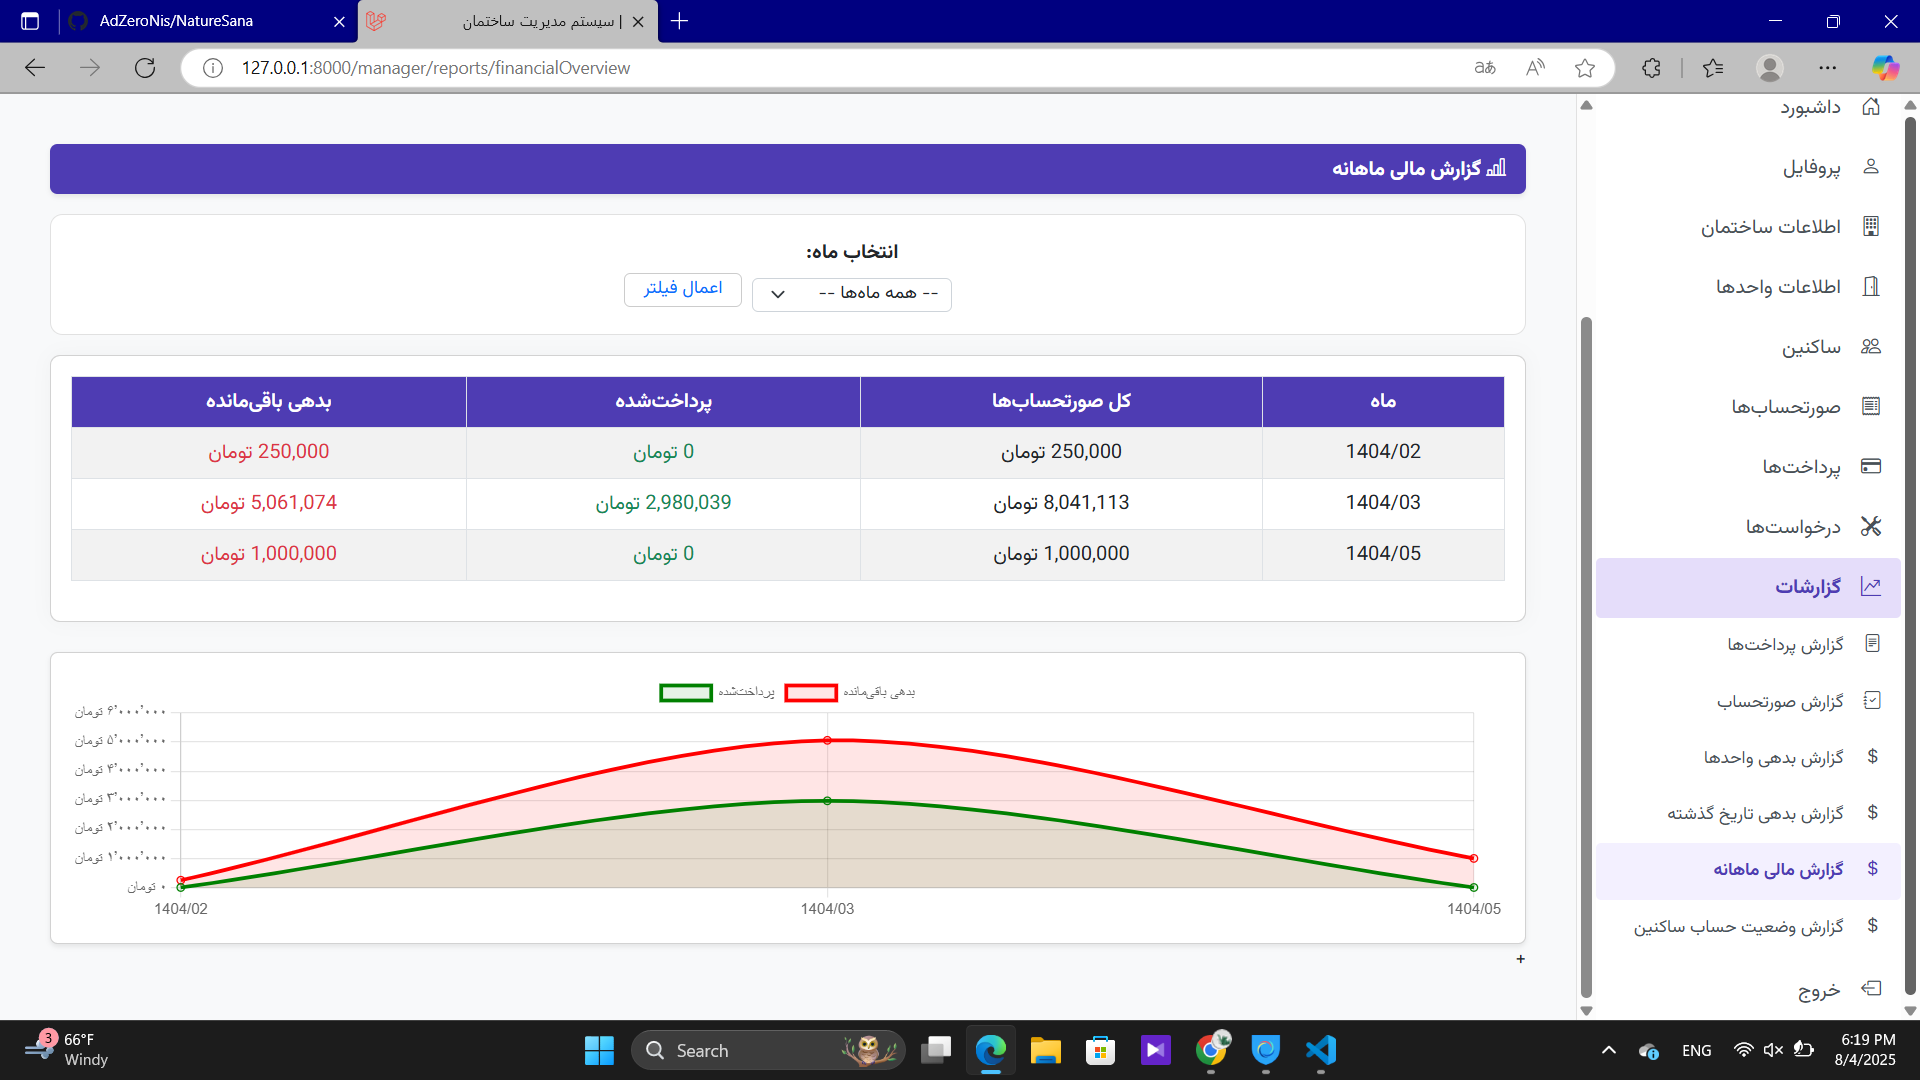 AdZeroNis/NatureSana
| سیستم مدیریت ساختمان
127.0.0.1:8000/manager/reports/financialOverview
داشبورد
پروفایل
اطلاعات ساختمان
اطلاعات واحدها
ساکنین
صورتحساب‌ها
پرداخت‌ها
درخواست‌ها
گزارشات
گزارش پرداخت‌ها
گزارش صورتحساب
گزارش بدهی واحدها
گزارش بدهی تاریخ گذشته
گزارش مالی ماهانه
گزارش وضعیت حساب ساکنین
خروج
گزارش مالی ماهانه
انتخاب ماه:
-- همه ماه‌ها --
اعمال فیلتر
ماه کل صورتحساب‌ها پرداخت‌شده بدهی باقی‌مانده
1404/02 250,000 تومان 0 تومان 250,000 تومان
1404/03 8,041,113 تومان 2,980,039 تومان 5,061,074 تومان
1404/05 1,000,000 تومان 0 تومان 1,000,000 تومان
بدهی باقی‌مانده
پرداخت‌شده
۶٬۰۰۰٬۰۰۰ تومان
۵٬۰۰۰٬۰۰۰ تومان
۴٬۰۰۰٬۰۰۰ تومان
۳٬۰۰۰٬۰۰۰ تومان
۲٬۰۰۰٬۰۰۰ تومان
۱٬۰۰۰٬۰۰۰ تومان
۰ تومان
1404/02 1404/03 1404/05
+
3
66°F
Windy
Search
ENG
6:19 PM
8/4/2025